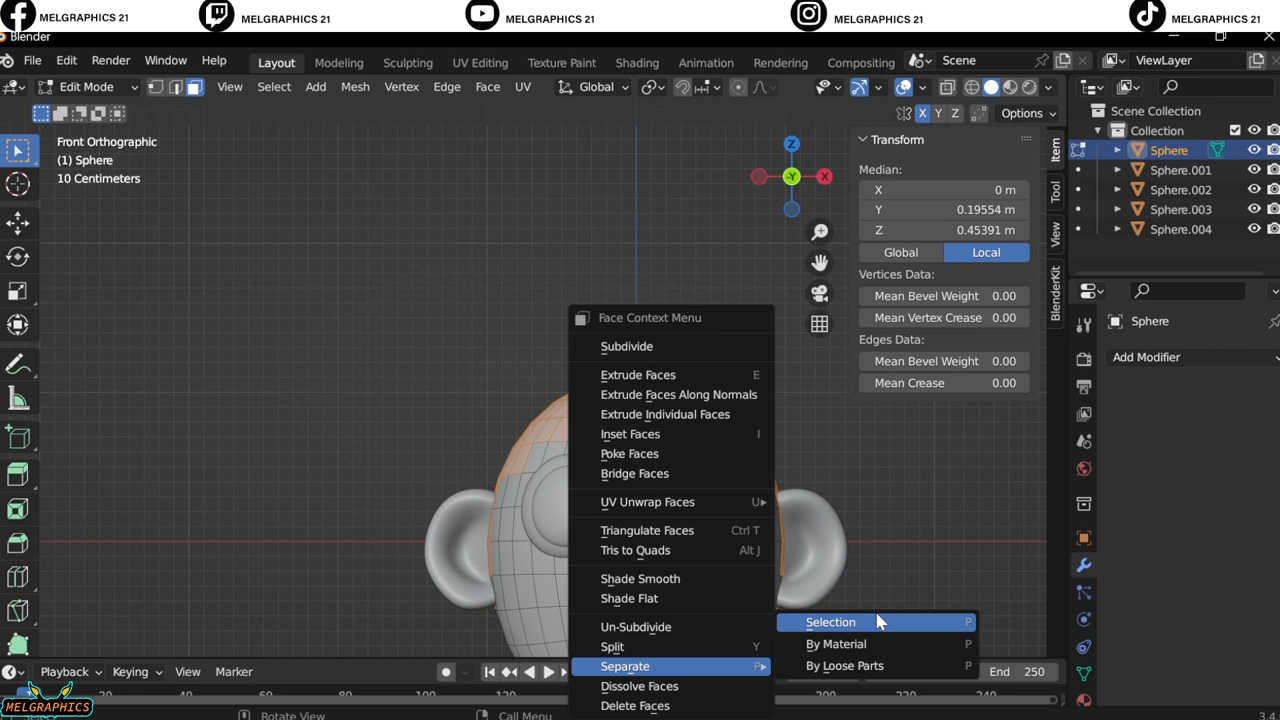 MELGRAPHICS 21
MELGRAPHICS 21
MELGRAPHICS 21
MELGRAPHICS 21
MELGRAPHICS 21
Blender
File Edit Render Window Help
Layout Modeling Sculpting UV Editing Texture Paint Shading Animation Rendering Compositing
Scene
ViewLayer
Edit Mode
View Select Add Mesh Vertex Edge Face UV
Global
X Y Z
Options
Front Orthographic
(1) Sphere
10 Centimeters
Z
-Y
X
Transform
Median:
X 0 m
Y 0.19554 m
Z 0.45391 m
Global Local
Vertices Data:
Mean Bevel Weight 0.00
Mean Vertex Crease 0.00
Edges Data:
Mean Bevel Weight 0.00
Mean Crease 0.00
Item
Tool
View
BlenderKit
Scene Collection
Collection
Sphere
Sphere.001
Sphere.002
Sphere.003
Sphere.004
Sphere
Add Modifier
Face Context Menu
Subdivide
Extrude Faces E
Extrude Faces Along Normals
Extrude Individual Faces
Inset Faces I
Poke Faces
Bridge Faces
UV Unwrap Faces U
Triangulate Faces Ctrl T
Tris to Quads Alt J
Shade Smooth
Shade Flat
Un-Subdivide
Split Y
Separate P
Dissolve Faces
Delete Faces
Selection P
By Material P
By Loose Parts P
Playback Keying View Marker
End 250
120 200 220 240
Rotate View
Call Menu
3.4
MELGRAPHICS